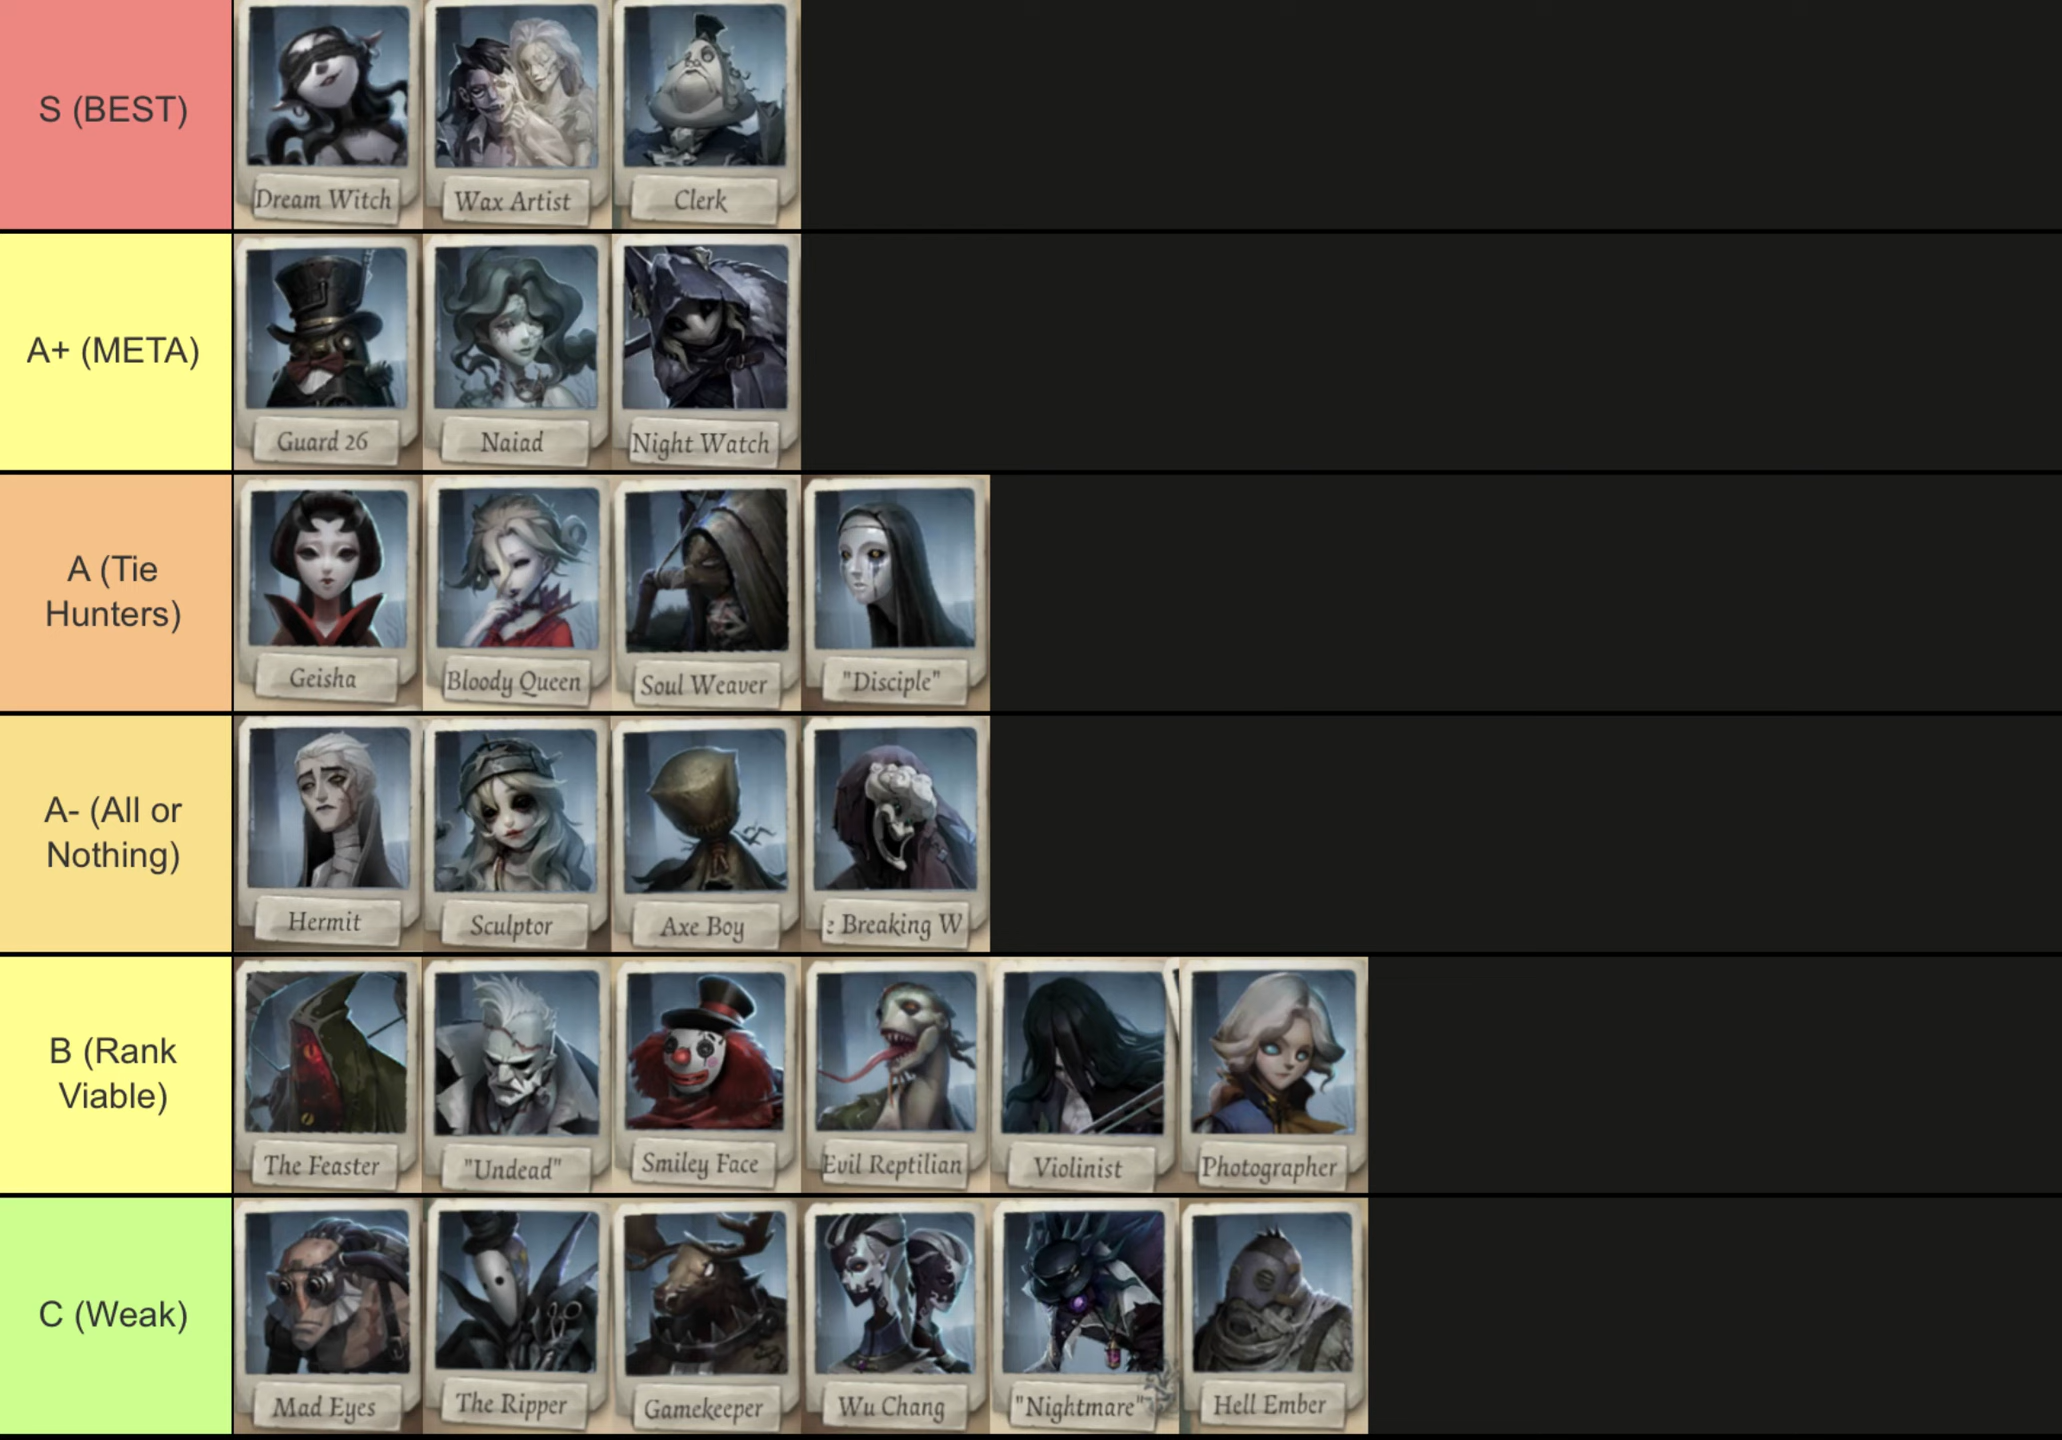 S (BEST)
Dream Witch
Wax Artist
Clerk
A+ (META)
Guard 26
Naiad
Night Watch
A (Tie
Hunters)
Geisha
Bloody Queen
Soul Weaver
"Disciple"
A- (All or
Nothing)
Hermit
Sculptor
Axe Boy
e Breaking W
B (Rank
Viable)
The Feaster
"Undead"
Smiley Face
Evil Reptilian
Violinist
Photographer
C (Weak)
Mad Eyes
The Ripper
Gamekeeper
Wu Chang
"Nightmare"
Hell Ember